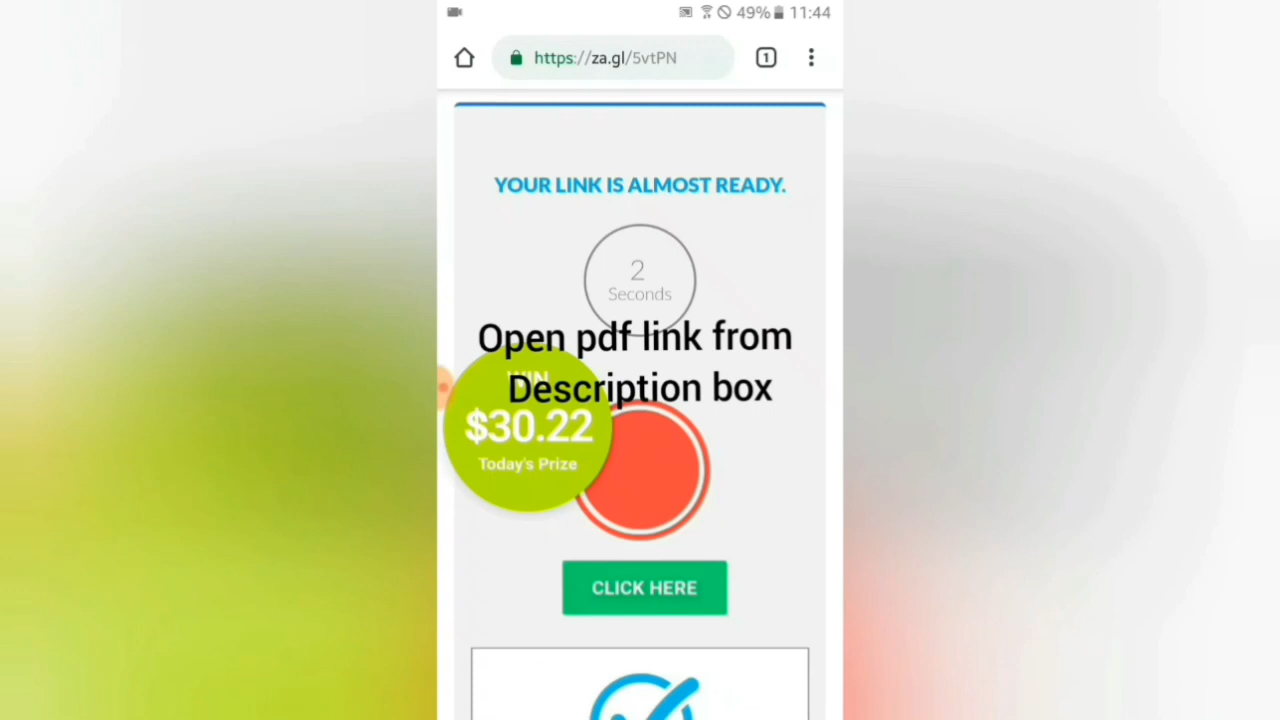 49% 11:44
https://za.gl/5vtPN 1
YOUR LINK IS ALMOST READY.
2
Seconds
Open pdf link from
Description box
WIN
$30.22
Today's Prize
CLICK HERE